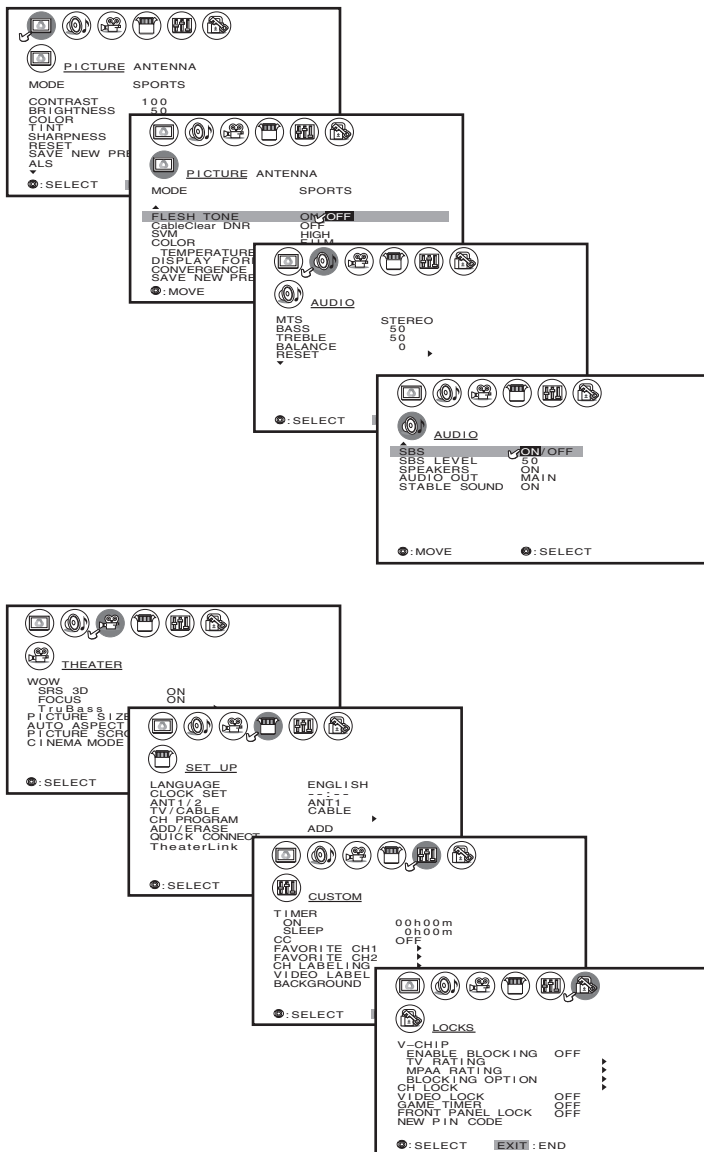 PICTURE ANTENNA
MODE SPORTS
CONTRAST 100
BRIGHTNESS 50
COLOR
TINT
SHARPNESS
RESET
SAVE NEW PRE
ALS
:SELECT
PICTURE ANTENNA
MODE SPORTS
FLESH TONE ON OFF
CableClear DNR OFF
SVM HIGH
COLOR FILM
TEMPERATURE
DISPLAY FOR
CONVERGENCE
SAVE NEW PRE
:MOVE
AUDIO
MTS STEREO
BASS 50
TREBLE 50
BALANCE 0
RESET
:SELECT
AUDIO
SBS ON/OFF
SBS LEVEL 50
SPEAKERS ON
AUDIO OUT MAIN
STABLE SOUND ON
:MOVE :SELECT
THEATER
WOW
SRS 3D ON
FOCUS ON
TruBass
PICTURE SIZE
AUTO ASPECT
PICTURE SCRO
CINEMA MODE
:SELECT
SET UP
LANGUAGE ENGLISH
CLOCK SET --:--
ANT1/2 ANT1
TV/CABLE CABLE
CH PROGRAM
ADD/ERASE ADD
QUICK CONNECT
TheaterLink
:SELECT
CUSTOM
TIMER
ON 00h00m
SLEEP 0h00m
CC OFF
FAVORITE CH1
FAVORITE CH2
CH LABELING
VIDEO LABEL
BACKGROUND
:SELECT
LOCKS
V-CHIP
ENABLE BLOCKING OFF
TV RATING
MPAA RATING
BLOCKING OPTION
CH LOCK
VIDEO LOCK OFF
GAME TIMER OFF
FRONT PANEL LOCK OFF
NEW PIN CODE
:SELECT EXIT :END